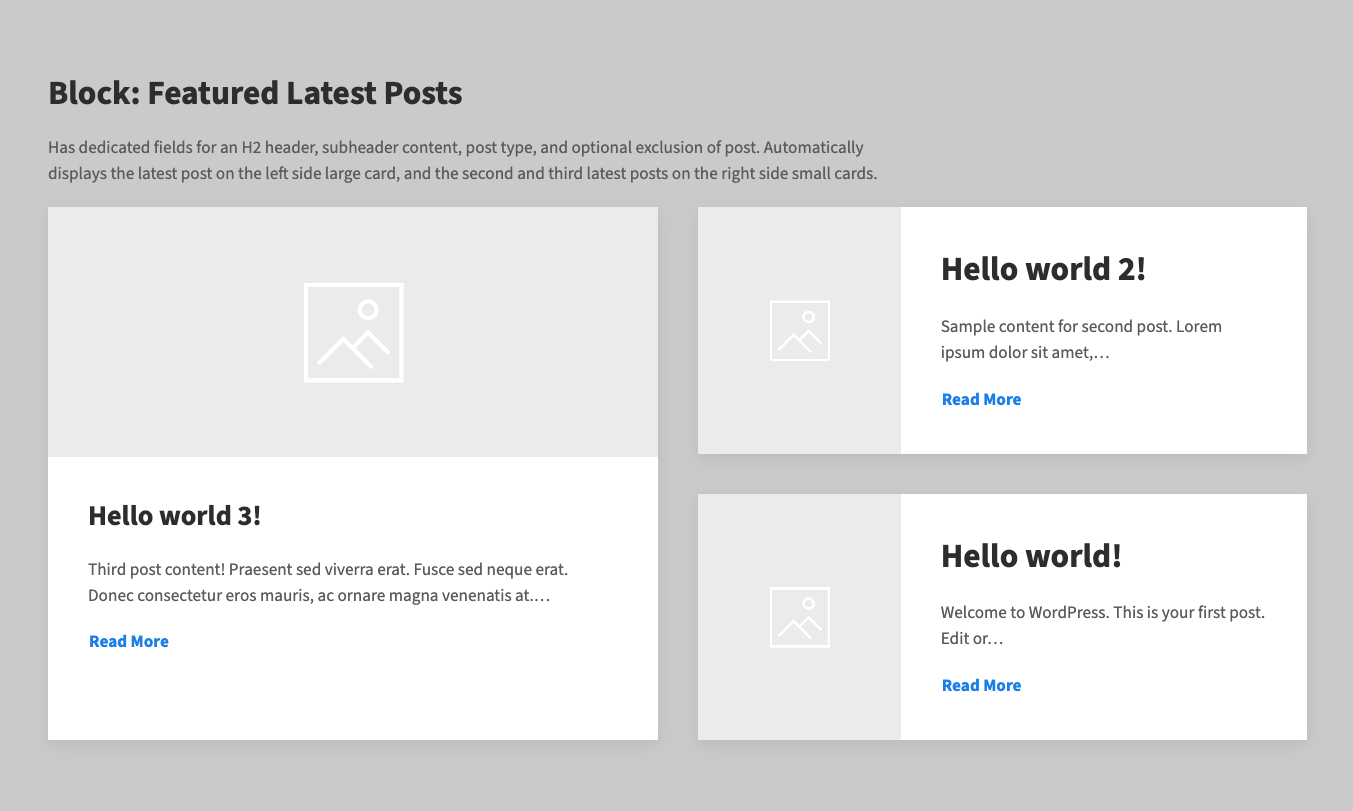 Block: Featured Latest Posts
Has dedicated fields for an H2 header, subheader content, post type, and optional exclusion of post. Automatically
displays the latest post on the left side large card, and the second and third latest posts on the right side small cards.
Hello world 3!
Third post content! Praesent sed viverra erat. Fusce sed neque erat.
Donec consectetur eros mauris, ac ornare magna venenatis at.…
Read More
Hello world 2!
Sample content for second post. Lorem
ipsum dolor sit amet,…
Read More
Hello world!
Welcome to WordPress. This is your first post.
Edit or…
Read More